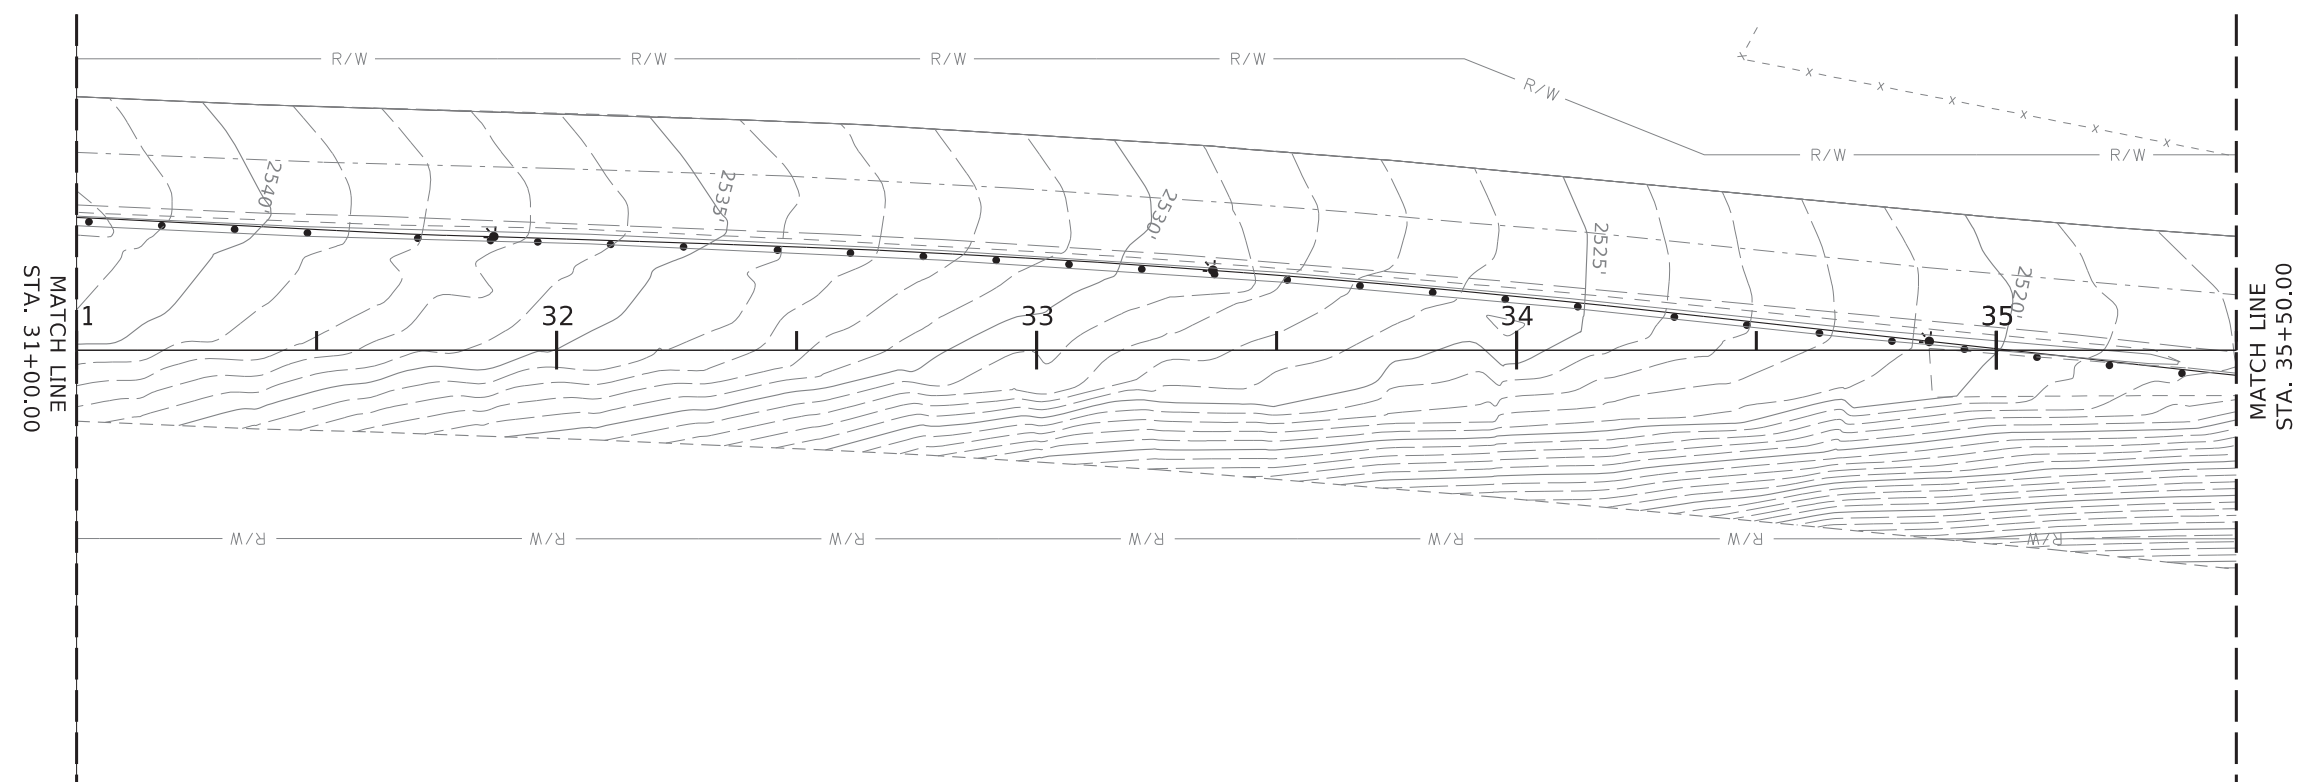 R/W R/W R/W R/W R/W R/W R/W
x x x x x x x
2540' 2535' 2530' 2525' 2520'
MATCH LINE
STA. 31+00.00
1 32 33 34 35
MATCH LINE
STA. 35+50.00
R/W R/W R/W R/W R/W R/W R/W